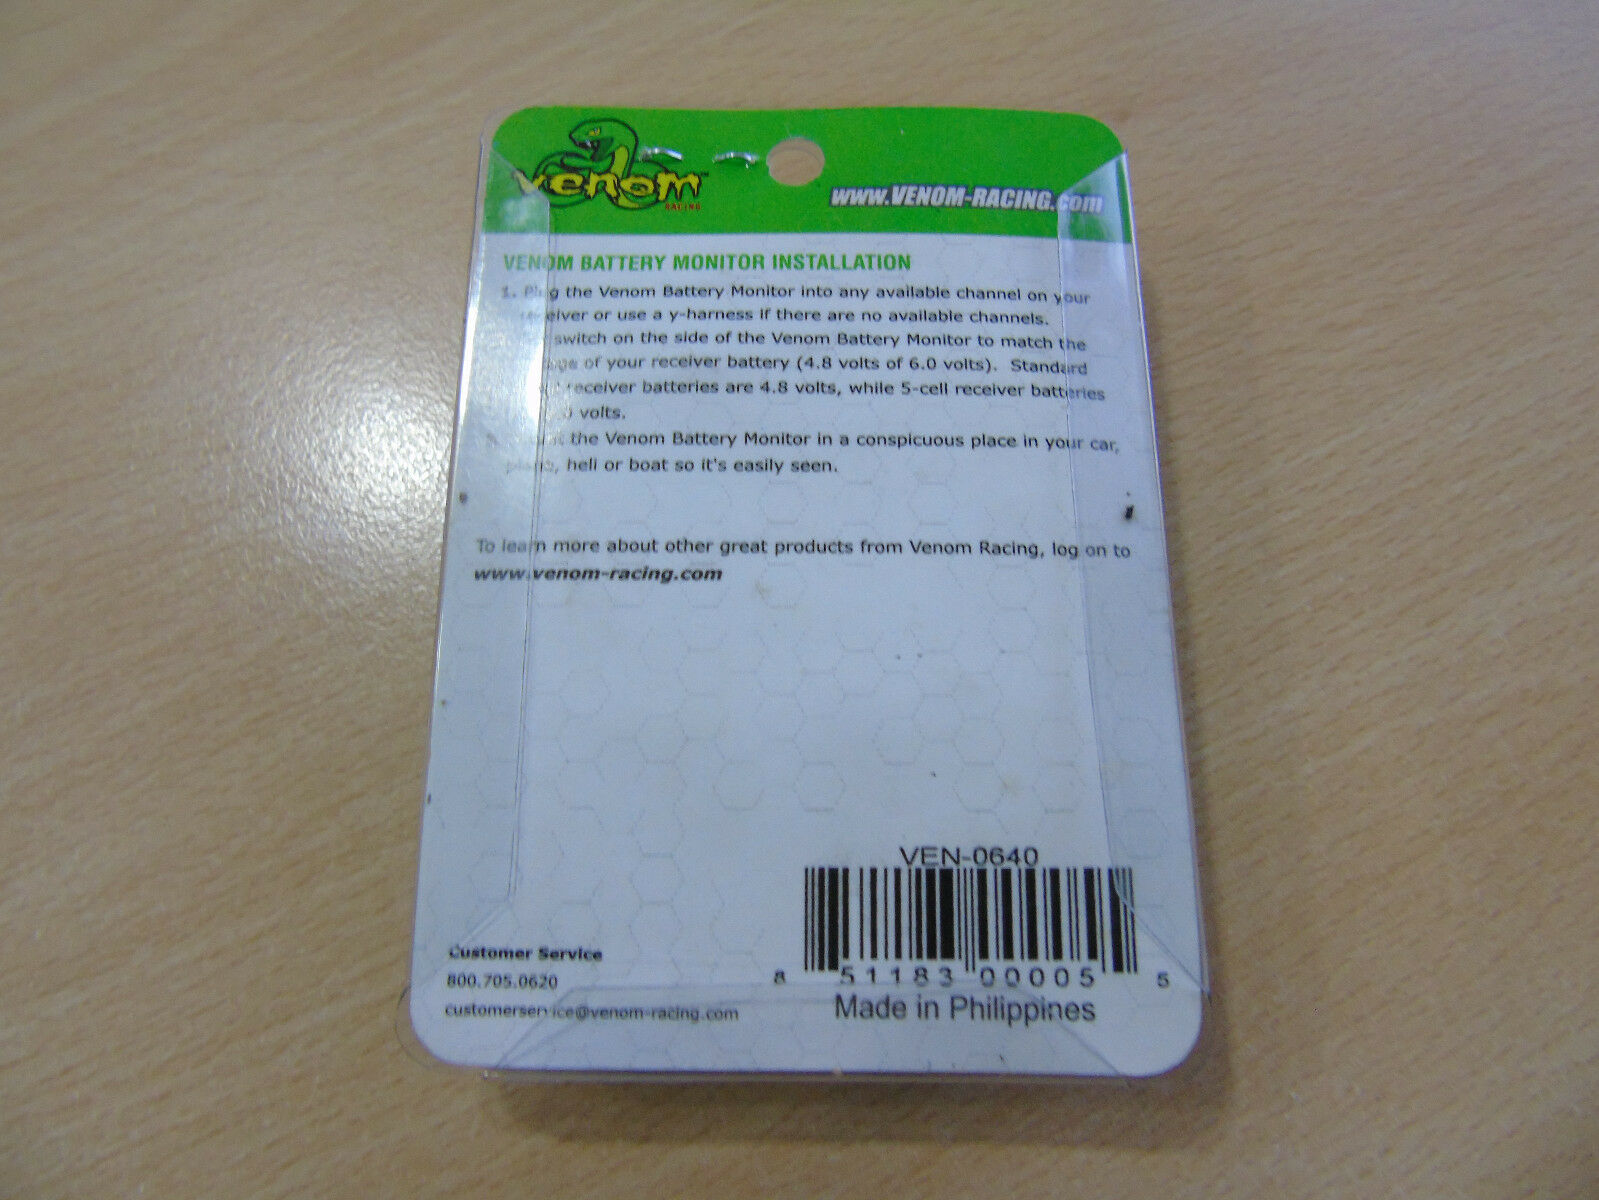 venom
RACING
www.VENOM-RACING.com
VENOM BATTERY MONITOR INSTALLATION
1. Plug the Venom Battery Monitor into any available channel on your
receiver or use a y-harness if there are no available channels.
switch on the side of the Venom Battery Monitor to match the
voltage of your receiver battery (4.8 volts of 6.0 volts). Standard
receiver batteries are 4.8 volts, while 5-cell receiver batteries
volts.
the Venom Battery Monitor in a conspicuous place in your car,
plane, heli or boat so it's easily seen.
To learn more about other great products from Venom Racing, log on to
www.venom-racing.com
VEN-0640
8 51183 00005 5
Made in Philippines
Customer Service
800.705.0620
customerservice@venom-racing.com